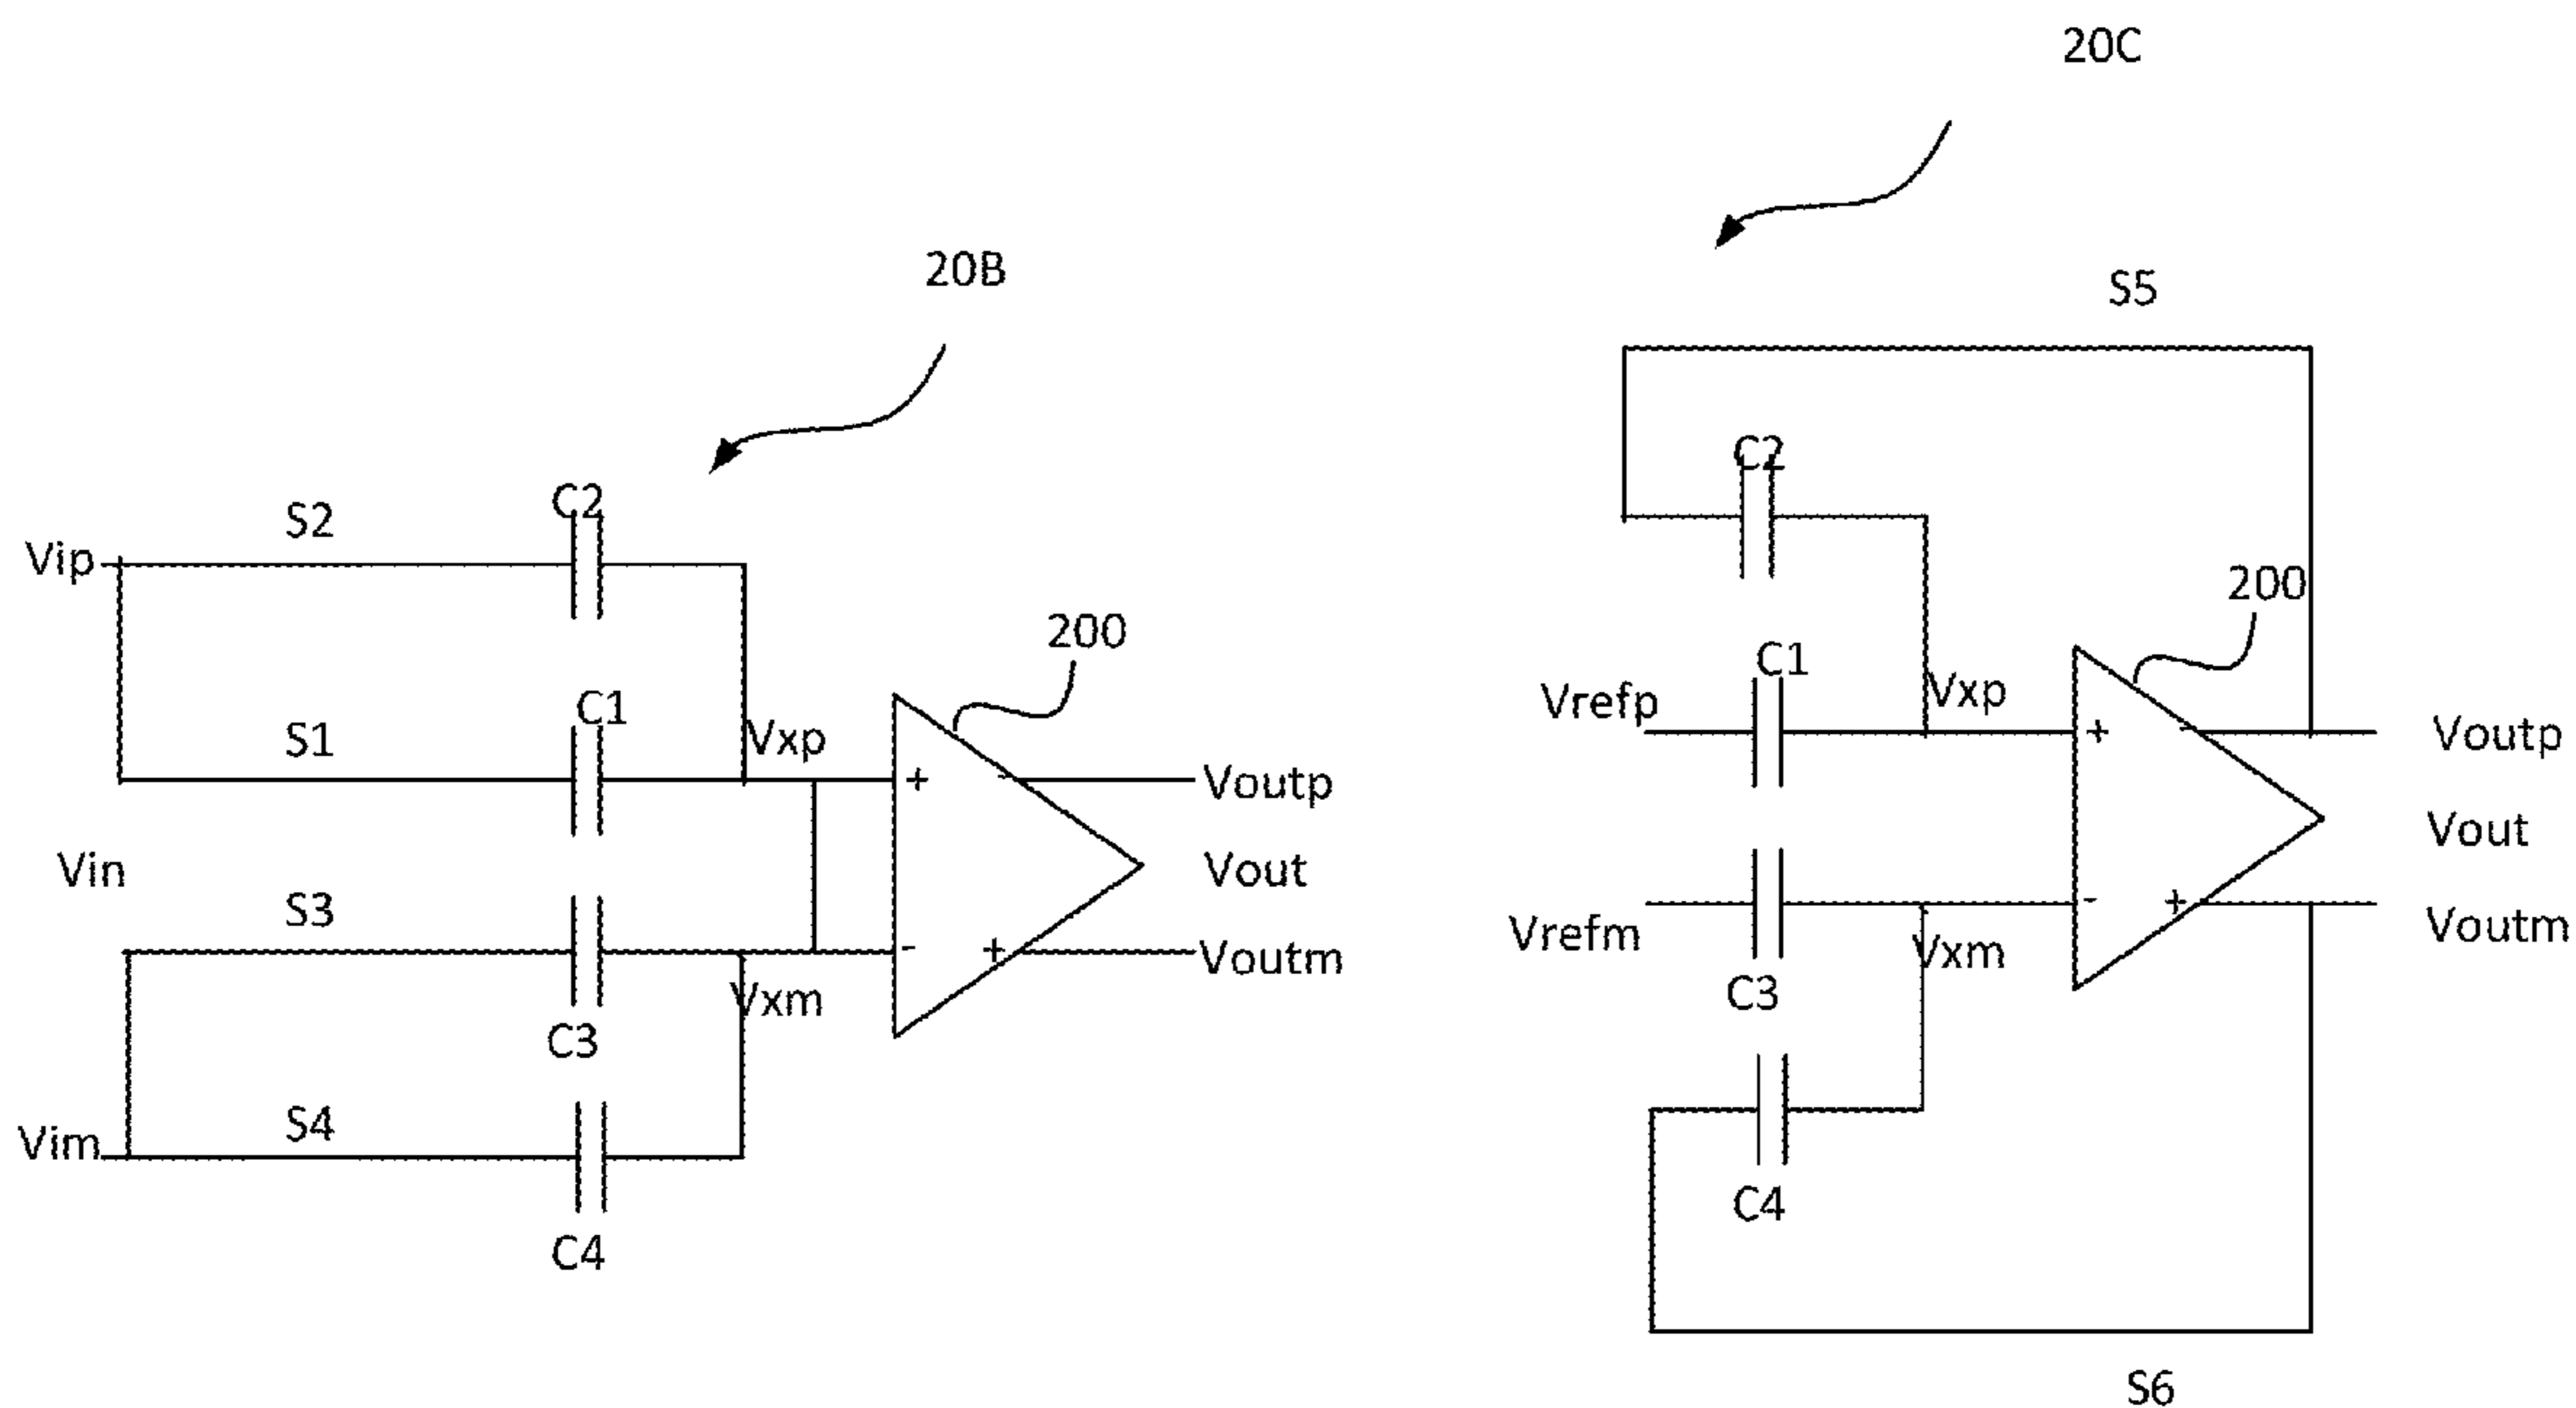 20B
S2
C2
Vip
200
C1
S1
Vxp
+
-
Voutp
Vin
Vout
S3
-
+
Voutm
Vxm
C3
S4
Vim
C4
20C
S5
C2
200
C1
Vrefp
Vxp
+
-
Voutp
Vout
Vrefm
-
+
Voutm
Vxm
C3
C4
S6